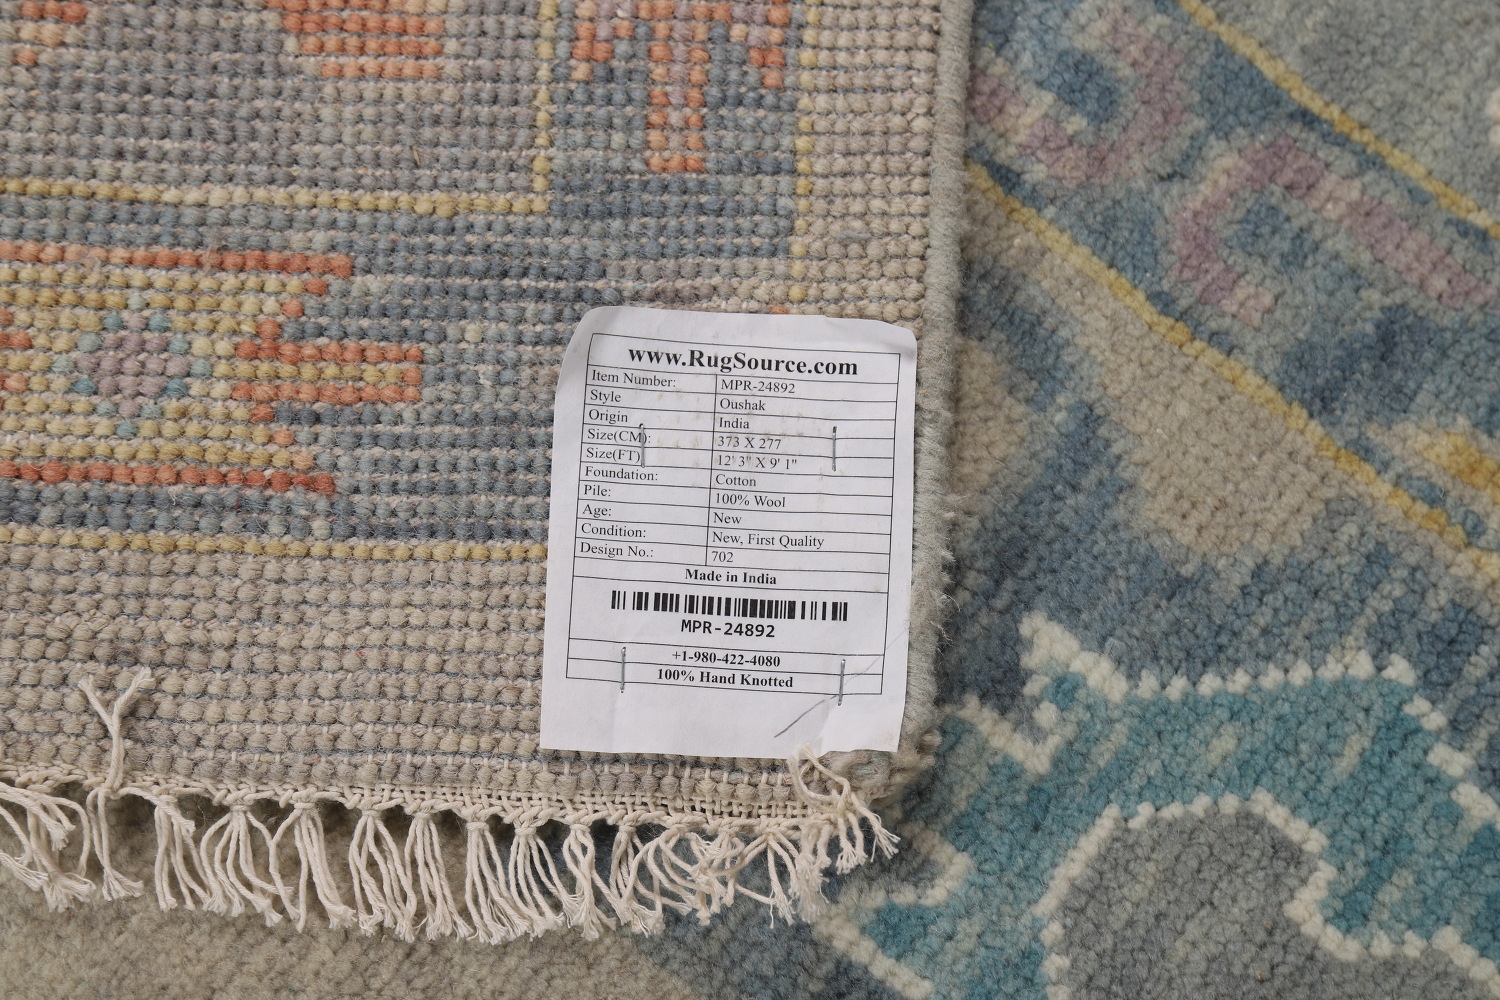 www.RugSource.com
Item Number: MPR-24892
Style Oushak
Origin India
Size(CM): 373 X 277
Size(FT) 12' 3" X 9' 1"
Foundation: Cotton
Pile: 100% Wool
Age: New
Condition: New, First Quality
Design No.: 702
Made in India
MPR-24892
+1-980-422-4080
100% Hand Knotted